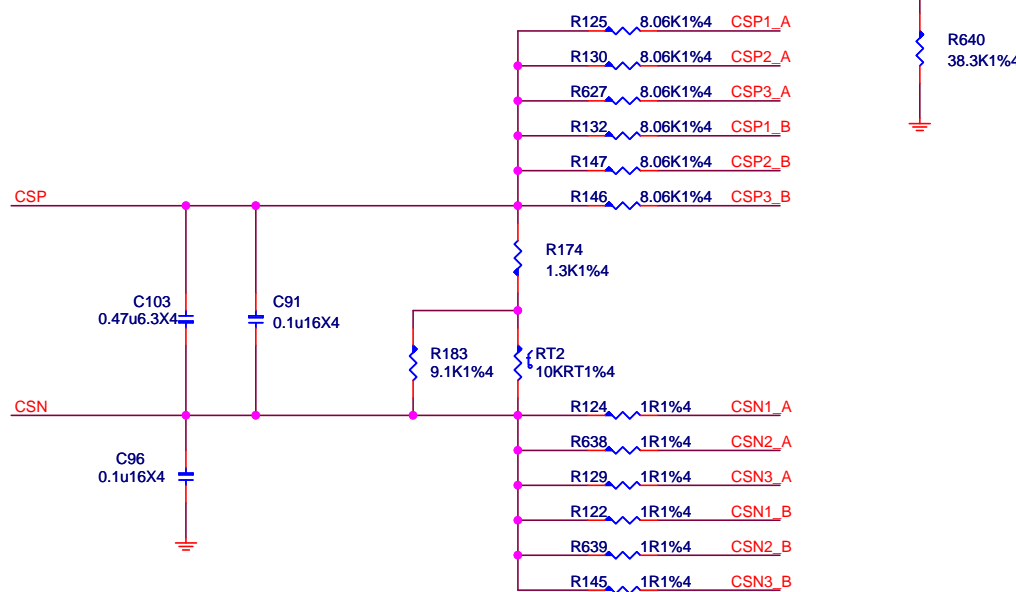 R125 8.06K1%4 CSP1_A
R130 8.06K1%4 CSP2_A
R640
38.3K1%4
R627 8.06K1%4 CSP3_A
R132 8.06K1%4 CSP1_B
R147 8.06K1%4 CSP2_B
CSP
R146 8.06K1%4 CSP3_B
R174
1.3K1%4
C103
0.47u6.3X4
C91
0.1u16X4
R183
9.1K1%4
RT2
10KRT1%4
t
CSN
R124 1R1%4 CSN1_A
R638 1R1%4 CSN2_A
C96
0.1u16X4
R129 1R1%4 CSN3_A
R122 1R1%4 CSN1_B
R639 1R1%4 CSN2_B
R145 1R1%4 CSN3_B